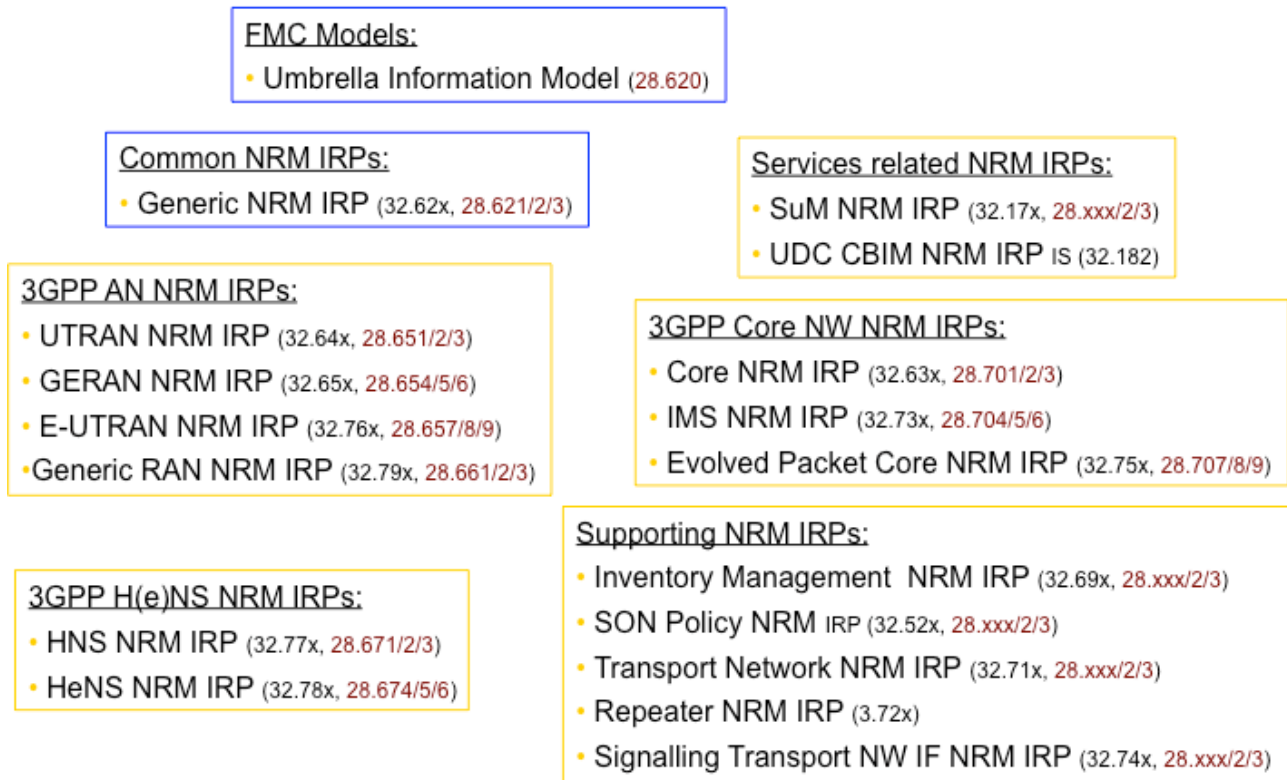 FMC Models:
• Umbrella Information Model (28.620)
Common NRM IRPs:
• Generic NRM IRP (32.62x, 28.621/2/3)
Services related NRM IRPs:
• SuM NRM IRP (32.17x, 28.xxx/2/3)
• UDC CBIM NRM IRP IS (32.182)
3GPP AN NRM IRPs:
• UTRAN NRM IRP (32.64x, 28.651/2/3)
• GERAN NRM IRP (32.65x, 28.654/5/6)
• E-UTRAN NRM IRP (32.76x, 28.657/8/9)
•Generic RAN NRM IRP (32.79x, 28.661/2/3)
3GPP Core NW NRM IRPs:
• Core NRM IRP (32.63x, 28.701/2/3)
• IMS NRM IRP (32.73x, 28.704/5/6)
• Evolved Packet Core NRM IRP (32.75x, 28.707/8/9)
3GPP H(e)NS NRM IRPs:
• HNS NRM IRP (32.77x, 28.671/2/3)
• HeNS NRM IRP (32.78x, 28.674/5/6)
Supporting NRM IRPs:
• Inventory Management NRM IRP (32.69x, 28.xxx/2/3)
• SON Policy NRM IRP (32.52x, 28.xxx/2/3)
• Transport Network NRM IRP (32.71x, 28.xxx/2/3)
• Repeater NRM IRP (3.72x)
• Signalling Transport NW IF NRM IRP (32.74x, 28.xxx/2/3)